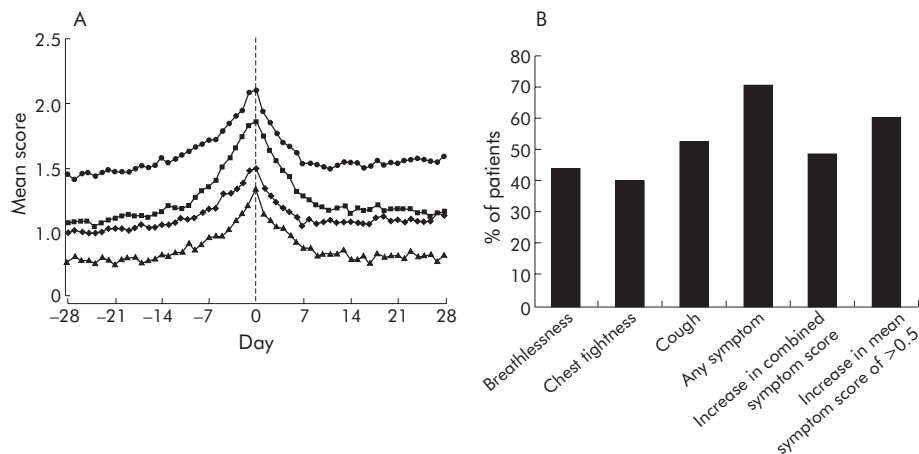 A
Mean score
2.5
2.0
1.5
1.0
0.5
0
–28
–21
–14
–7
0
7
14
21
28
Day
B
% of patients
80
70
60
50
40
30
20
10
0
Breathlessness
Chest tightness
Cough
Any symptom
Increase in combined
symptom score
Increase in mean
symptom score of >0.5